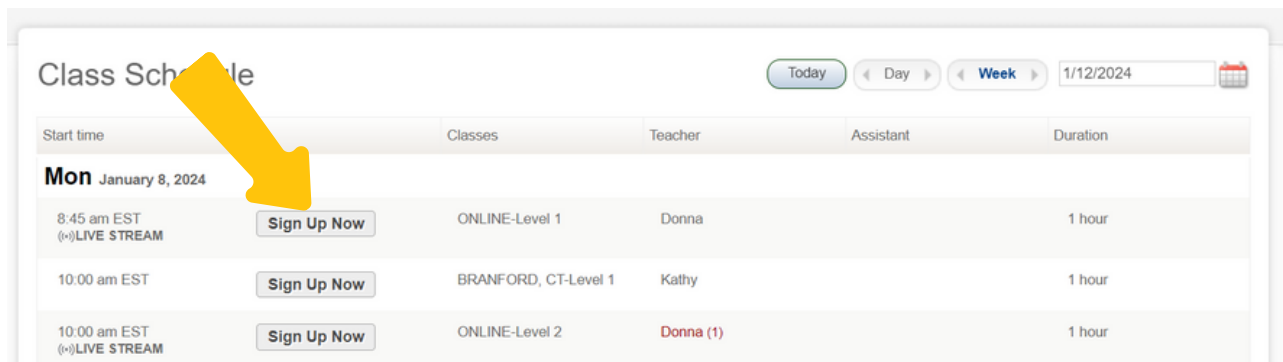 Class Schedule
Today Day Week 1/12/2024
Start time Classes Teacher Assistant Duration
Mon January 8, 2024
8:45 am EST Sign Up Now ONLINE-Level 1 Donna 1 hour
LIVE STREAM
10:00 am EST Sign Up Now BRANFORD, CT-Level 1 Kathy 1 hour
10:00 am EST Sign Up Now ONLINE-Level 2 Donna (1) 1 hour
LIVE STREAM